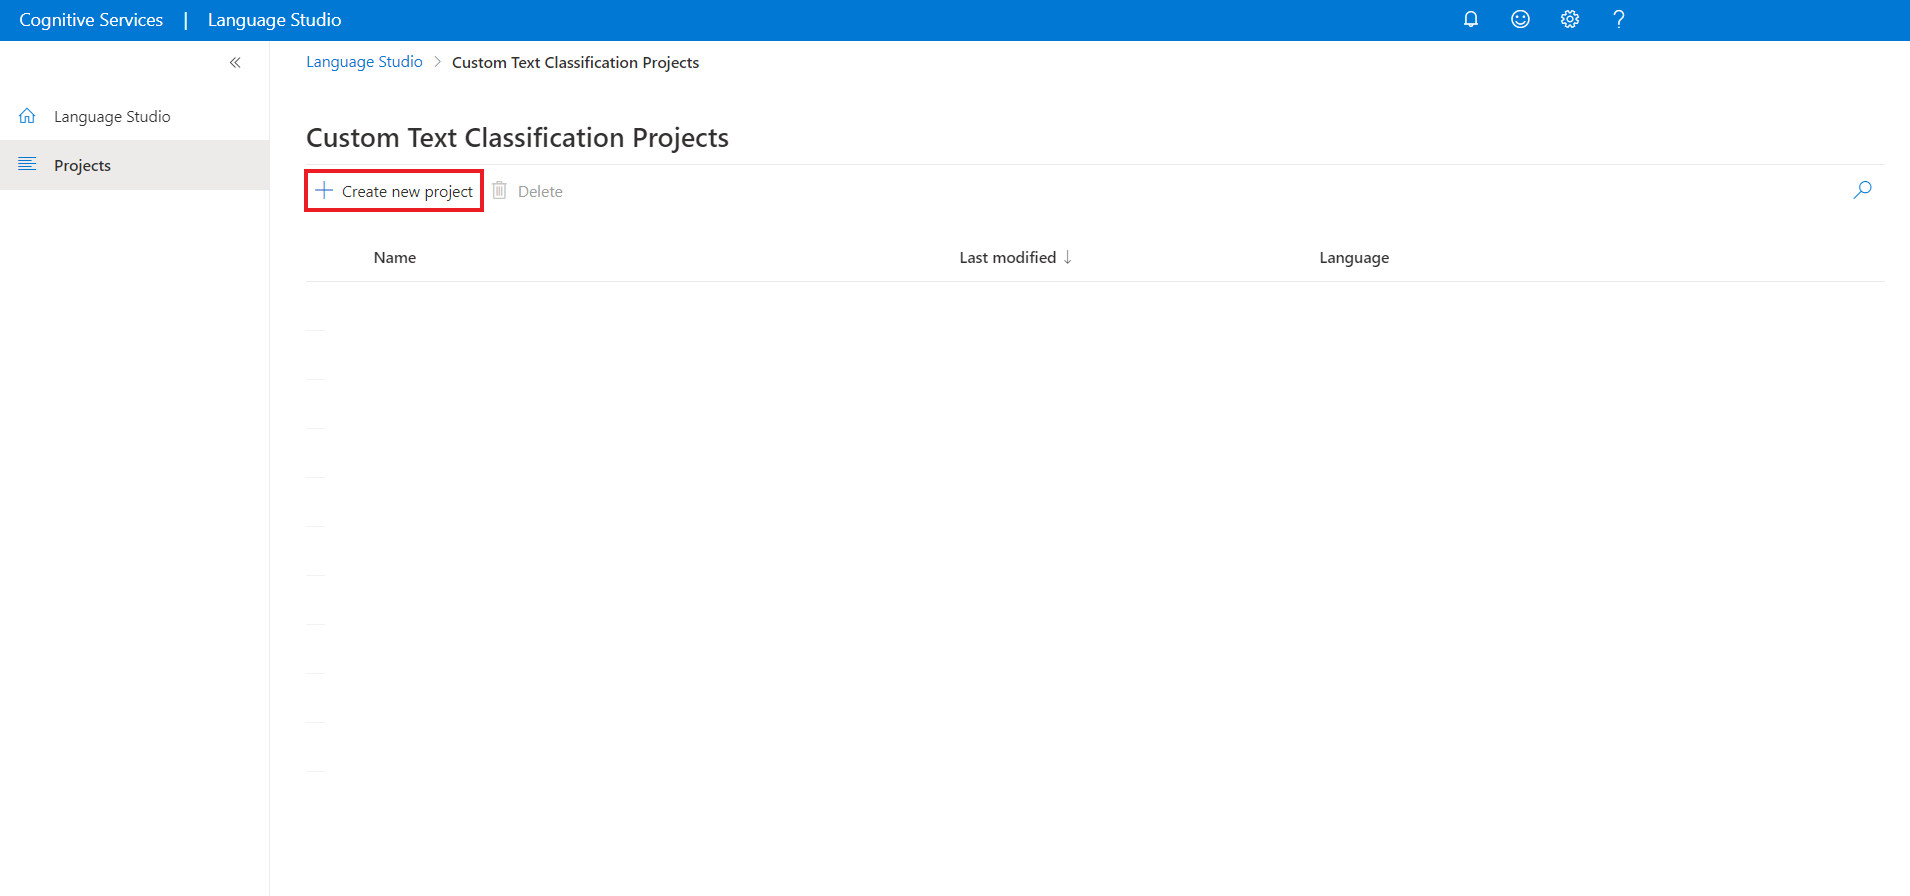 Cognitive Services | Language Studio
Language Studio > Custom Text Classification Projects
Language Studio
Projects
Custom Text Classification Projects
Create new project
Delete
Name
Last modified ↓
Language